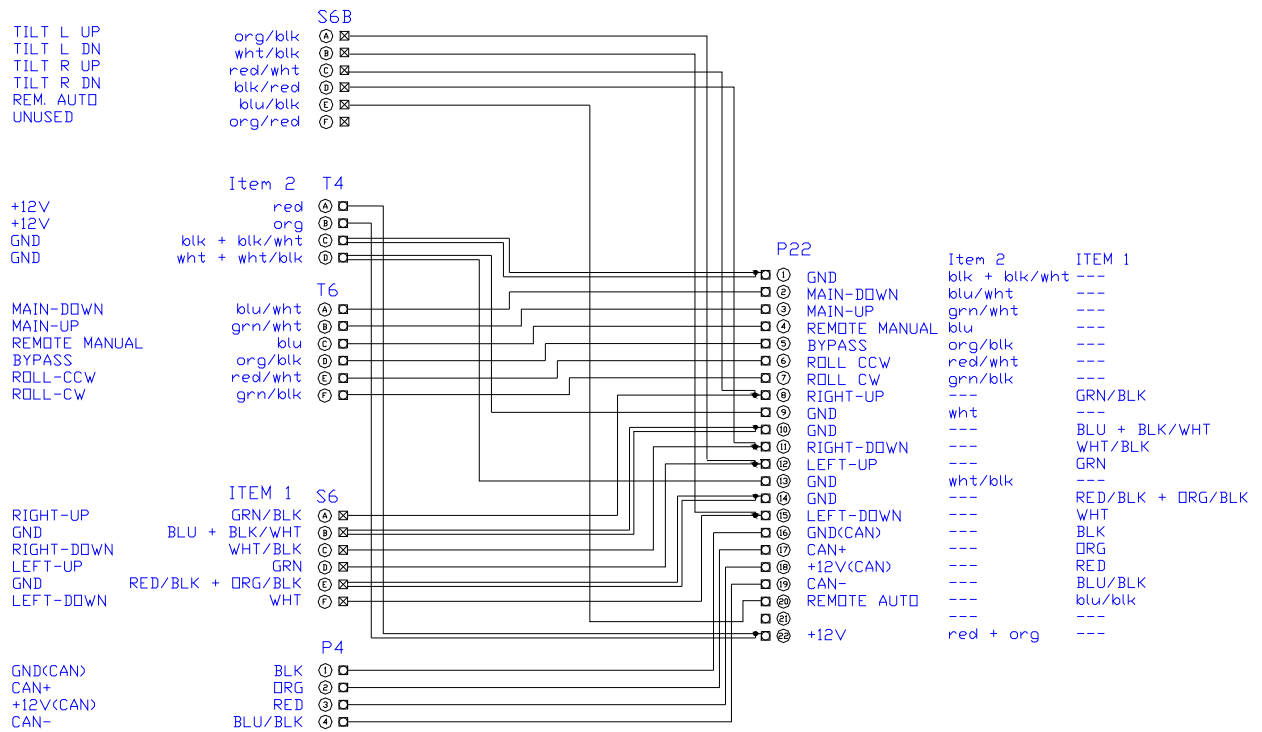 S6B
TILT L UP org/blk A
TILT L DN wht/blk B
TILT R UP red/wht C
TILT R DN blk/red D
REM. AUTO blu/blk E
UNUSED org/red F
Item 2 T4
+12V red A
+12V org B
GND blk + blk/wht C
GND wht + wht/blk D
T6
MAIN-DOWN blu/wht A
MAIN-UP grn/wht B
REMOTE MANUAL blu C
BYPASS org/blk D
ROLL-CCW red/wht E
ROLL-CW grn/blk F
ITEM 1 S6
RIGHT-UP GRN/BLK A
GND BLU + BLK/WHT B
RIGHT-DOWN WHT/BLK C
LEFT-UP GRN D
GND RED/BLK + ORG/BLK E
LEFT-DOWN WHT F
P4
GND(CAN) BLK 1
CAN+ ORG 2
+12V(CAN) RED 3
CAN- BLU/BLK 4
P22 Item 2 ITEM 1
1 GND blk + blk/wht ---
2 MAIN-DOWN blu/wht ---
3 MAIN-UP grn/wht ---
4 REMOTE MANUAL blu ---
5 BYPASS org/blk ---
6 ROLL CCW red/wht ---
7 ROLL CW grn/blk ---
8 RIGHT-UP --- GRN/BLK
9 GND wht ---
10 GND --- BLU + BLK/WHT
11 RIGHT-DOWN --- WHT/BLK
12 LEFT-UP --- GRN
13 GND wht/blk ---
14 GND --- RED/BLK + ORG/BLK
15 LEFT-DOWN --- WHT
16 GND(CAN) --- BLK
17 CAN+ --- ORG
18 +12V(CAN) --- RED
19 CAN- --- BLU/BLK
20 REMOTE AUTO --- blu/blk
21 --- ---
22 +12V red + org ---